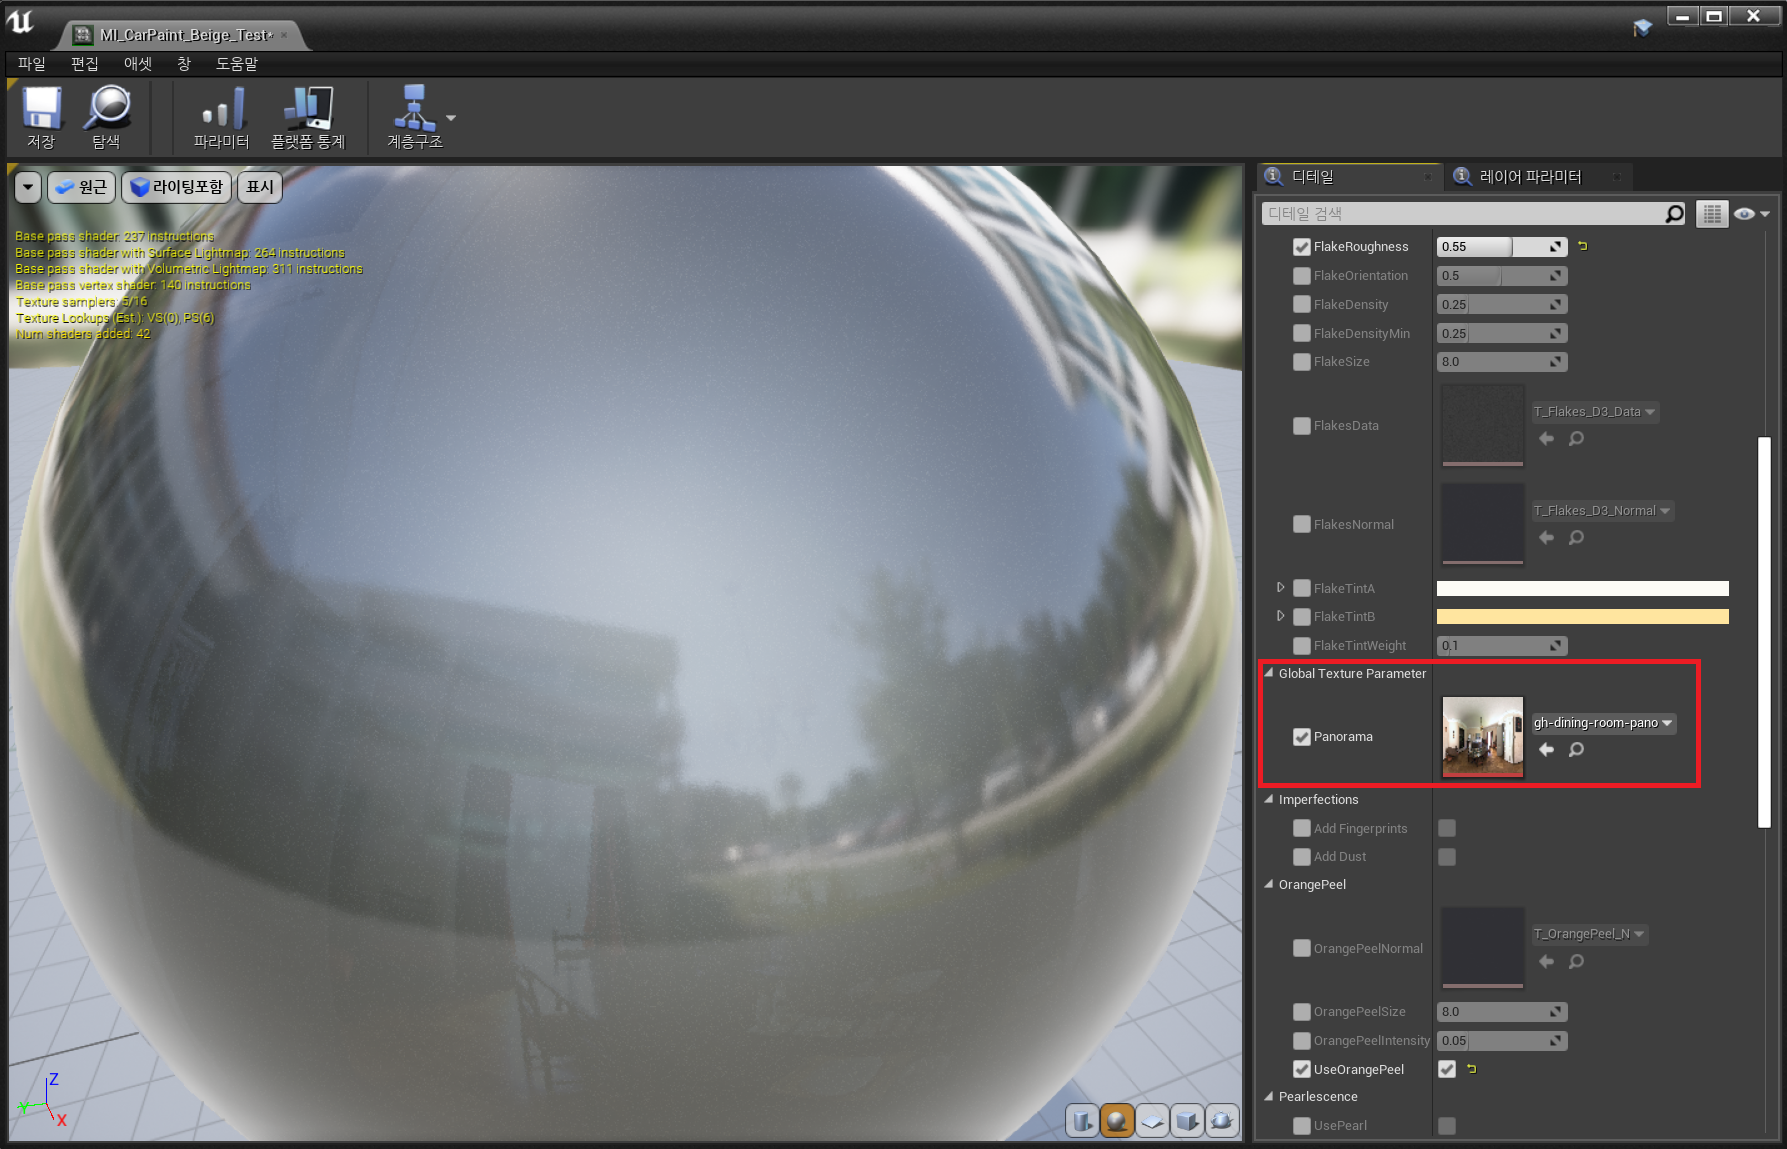 MI_CarPaint_Beige_Test*
파일 편집 애셋 창 도움말
저장 탐색 파라미터 플랫폼 통계 계층구조
원근 라이팅포함 표시
Base pass shader: 237 instructions
Base pass shader with Surface Lightmap: 264 instructions
Base pass shader with Volumetric Lightmap: 311 instructions
Base pass vertex shader: 140 instructions
Texture samplers: 5/16
Texture Lookups (Est.): VS(0), PS(6)
Num shaders added: 42
Z
Y
X
디테일 레이어 파라미터
디테일 검색
FlakeRoughness 0.55
FlakeOrientation 0.5
FlakeDensity 0.25
FlakeDensityMin 0.25
FlakeSize 8.0
FlakesData T_Flakes_D3_Data
FlakesNormal T_Flakes_D3_Normal
FlakeTintA
FlakeTintB
FlakeTintWeight 0.1
Global Texture Parameter
Panorama gh-dining-room-pano
Imperfections
Add Fingerprints
Add Dust
OrangePeel
OrangePeelNormal T_OrangePeel_N
OrangePeelSize 8.0
OrangePeelIntensity 0.05
UseOrangePeel
Pearlescence
UsePearl